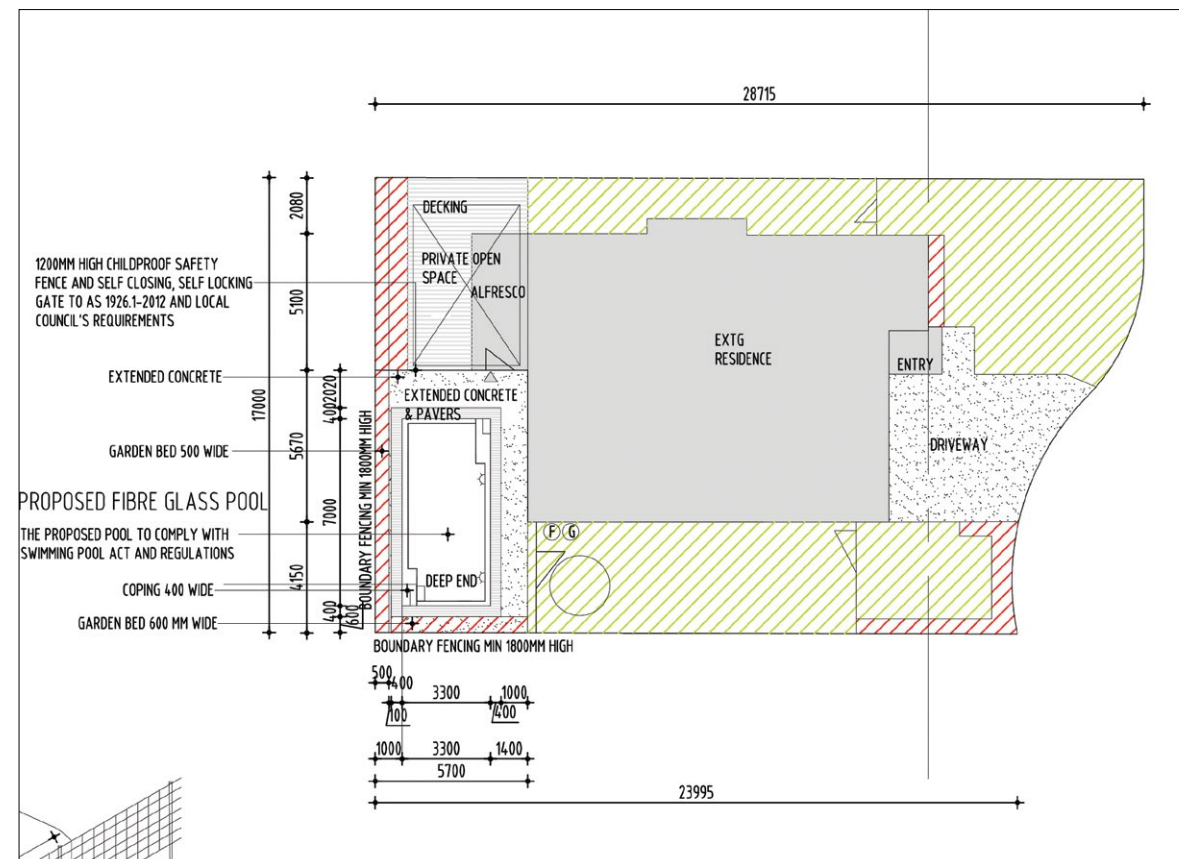 28715
2080
DECKING
1200MM HIGH CHILDPROOF SAFETY
FENCE AND SELF CLOSING, SELF LOCKING
GATE TO AS 1926.1-2012 AND LOCAL
COUNCIL'S REQUIREMENTS
PRIVATE OPEN
SPACE
ALFRESCO
5100
EXTG
RESIDENCE
ENTRY
EXTENDED CONCRETE
2020
EXTENDED CONCRETE
& PAVERS
17000
400
GARDEN BED 500 WIDE
5670
DRIVEWAY
PROPOSED FIBRE GLASS POOL
7000
BOUNDARY FENCING MIN 1800MM HIGH
THE PROPOSED POOL TO COMPLY WITH
SWIMMING POOL ACT AND REGULATIONS
F G
4150
DEEP END
COPING 400 WIDE
400
600
GARDEN BED 600 MM WIDE
BOUNDARY FENCING MIN 1800MM HIGH
500
400 3300 1000
100 400
1000 3300 1400
5700
23995